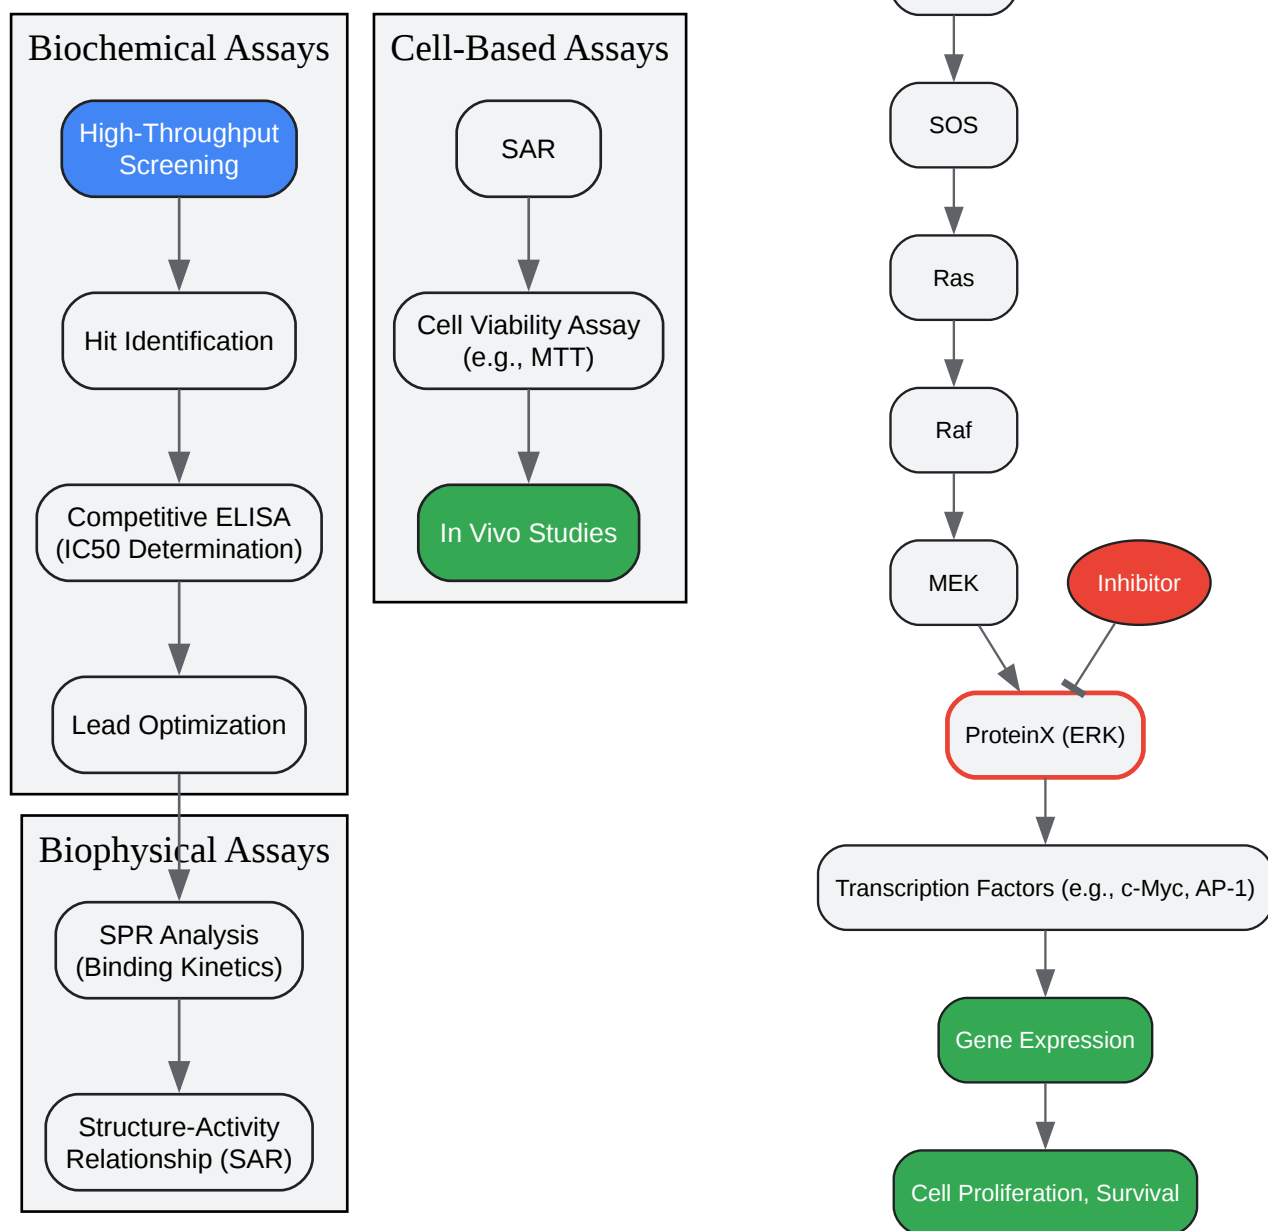 Biochemical Assays
High-Throughput
Screening
Hit Identification
Competitive ELISA
(IC50 Determination)
Lead Optimization
Biophysical Assays
SPR Analysis
(Binding Kinetics)
Structure-Activity
Relationship (SAR)
Cell-Based Assays
SAR
Cell Viability Assay
(e.g., MTT)
In Vivo Studies
SOS
Ras
Raf
MEK
Inhibitor
ProteinX (ERK)
Transcription Factors (e.g., c-Myc, AP-1)
Gene Expression
Cell Proliferation, Survival